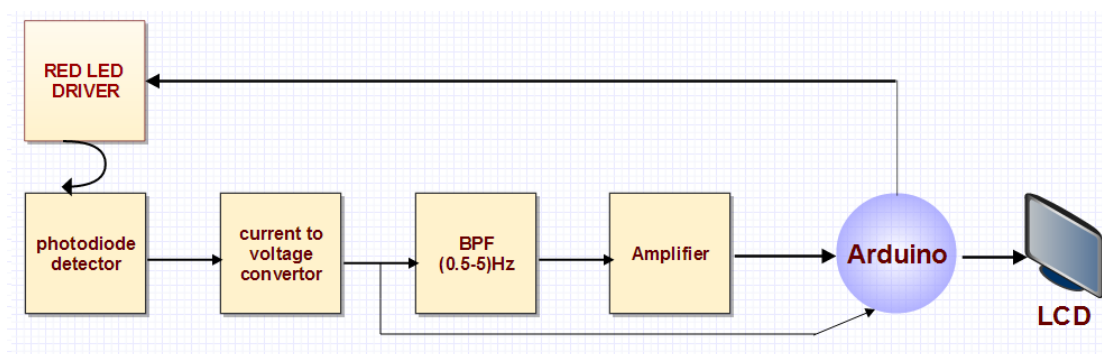 RED LED
DRIVER
photodiode
detector
current to
voltage
convertor
BPF
(0.5-5)Hz
Amplifier
Arduino
LCD